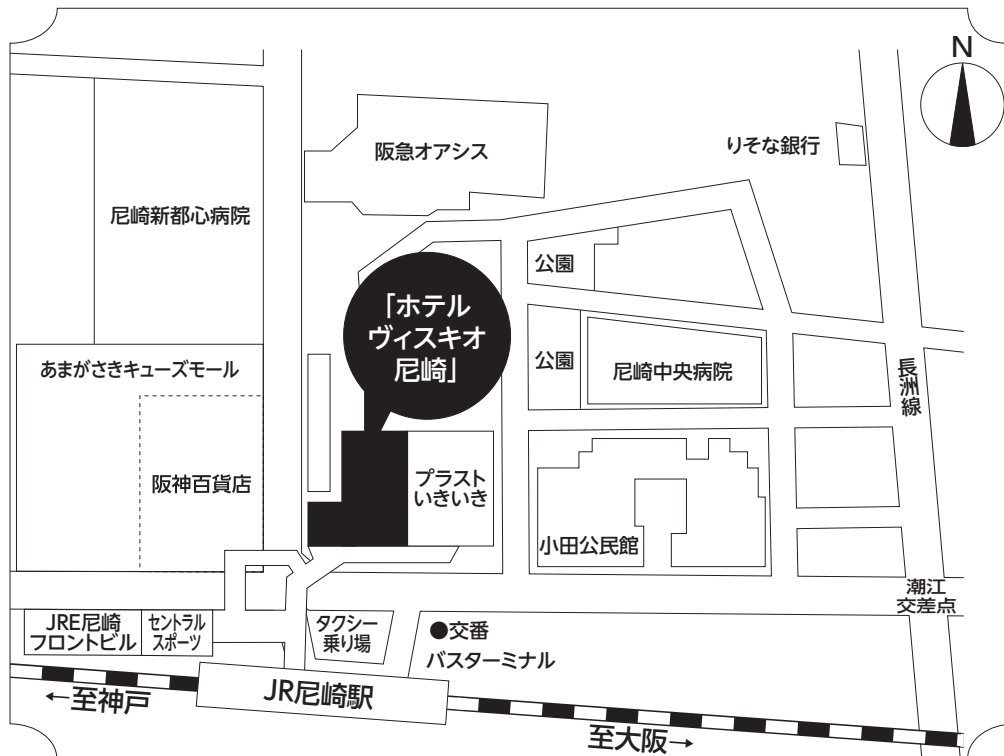 N
阪急オアシス
りそな銀行
尼崎新都心病院
公園
「ホテル
ヴィスキオ
尼崎」
あまがさきキューズモール
公園
尼崎中央病院
長洲線
阪神百貨店
プラスト
いきいき
小田公民館
潮江
交差点
JRE尼崎
フロントビル
セントラル
スポーツ
タクシー
乗り場
●交番
バスターミナル
JR尼崎駅
←至神戸
至大阪→